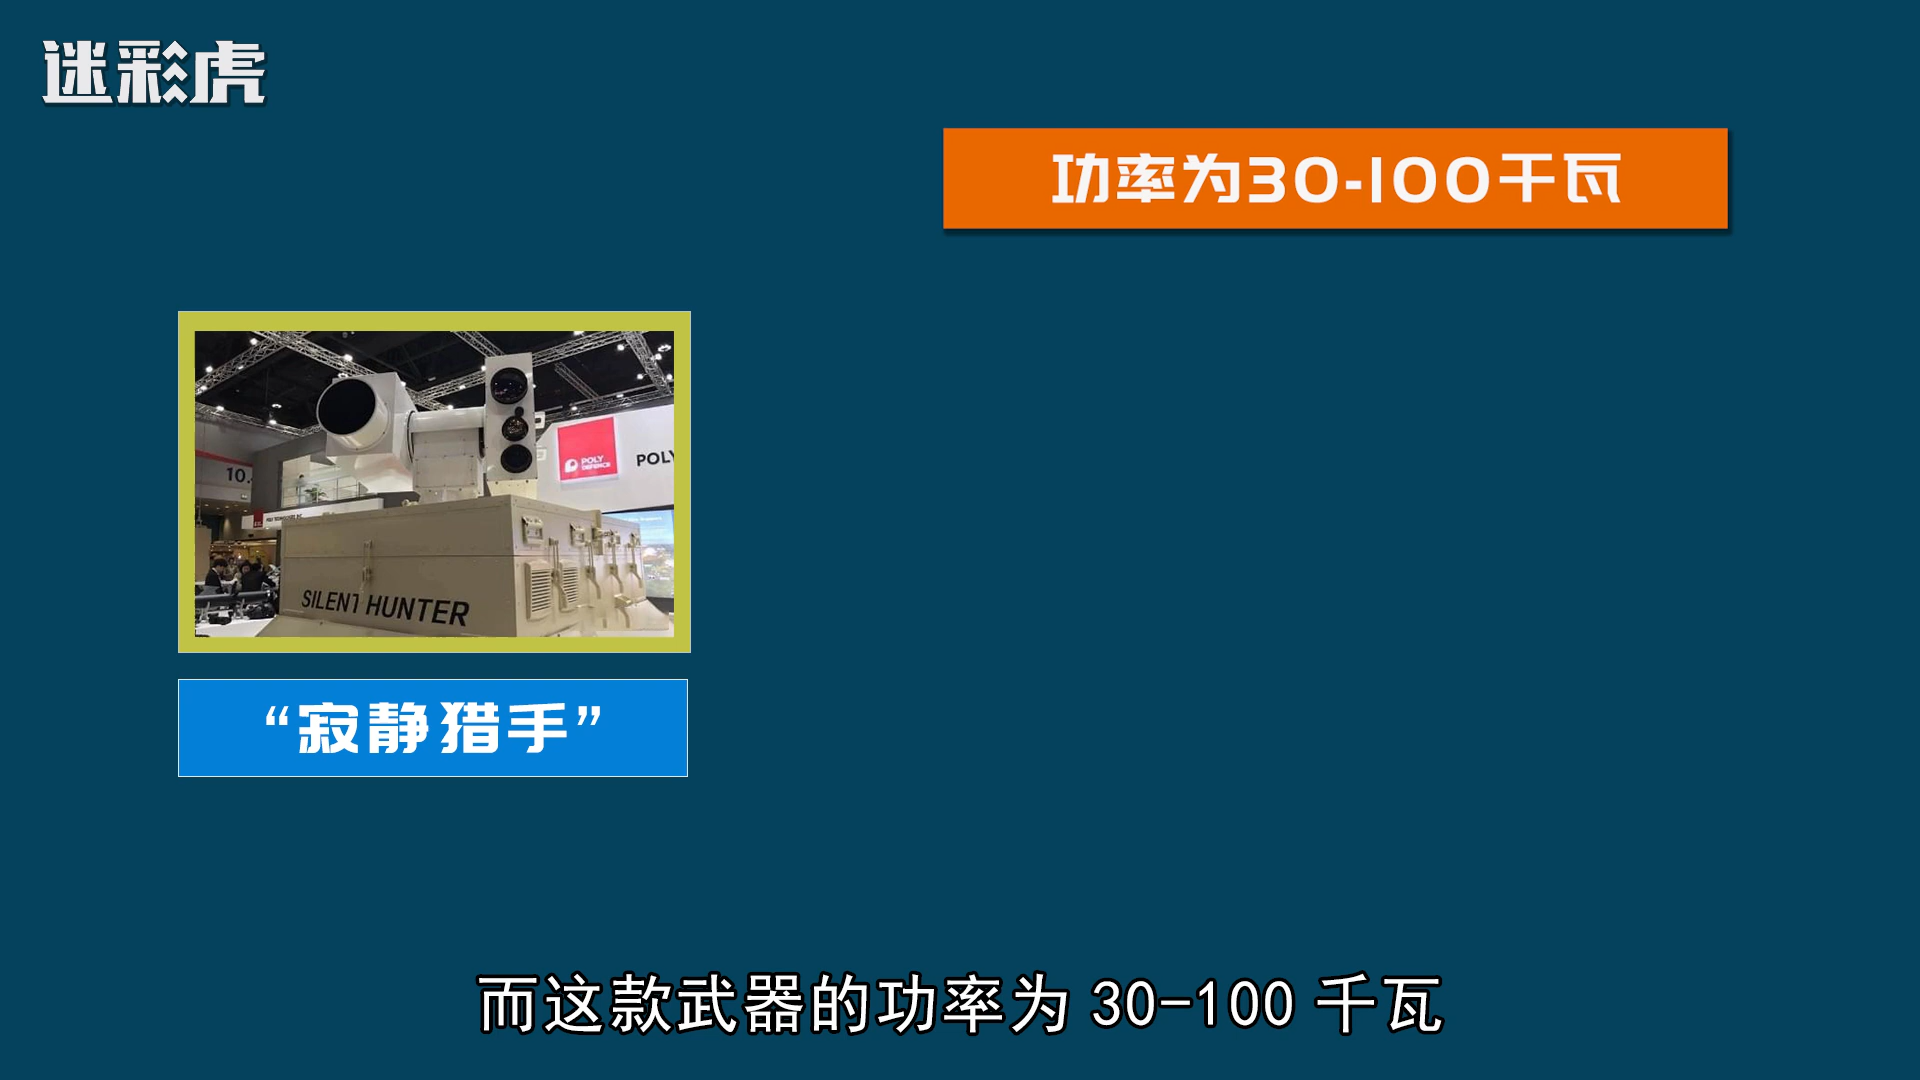 迷彩虎
功率为30-100千瓦
10.
POLY
DEFENCE
POLY
SILENT HUNTER
“寂静猎手”
而这款武器的功率为 30-100 千瓦